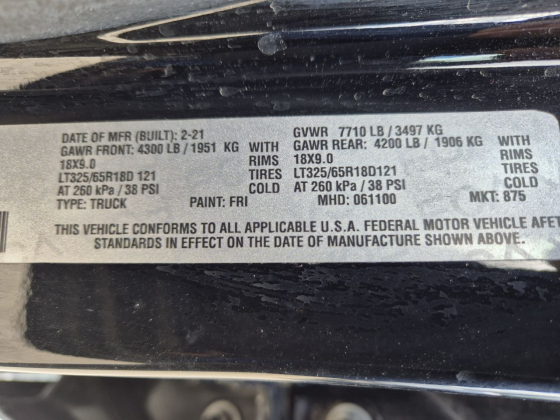 DATE OF MFR (BUILT): 2-21 GVWR 7710 LB / 3497 KG
GAWR FRONT: 4300 LB / 1951 KG WITH GAWR REAR: 4200 LB / 1906 KG WITH
18X9.0 RIMS 18X9.0 RIMS
LT325/65R18D 121 TIRES LT325/65R18D121 TIRES
AT 260 kPa / 38 PSI COLD AT 260 kPa / 38 PSI COLD
TYPE: TRUCK PAINT: FRI MHD: 061100 MKT: 875
THIS VEHICLE CONFORMS TO ALL APPLICABLE U.S.A. FEDERAL MOTOR VEHICLE AFET
STANDARDS IN EFFECT ON THE DATE OF MANUFACTURE SHOWN ABOVE.